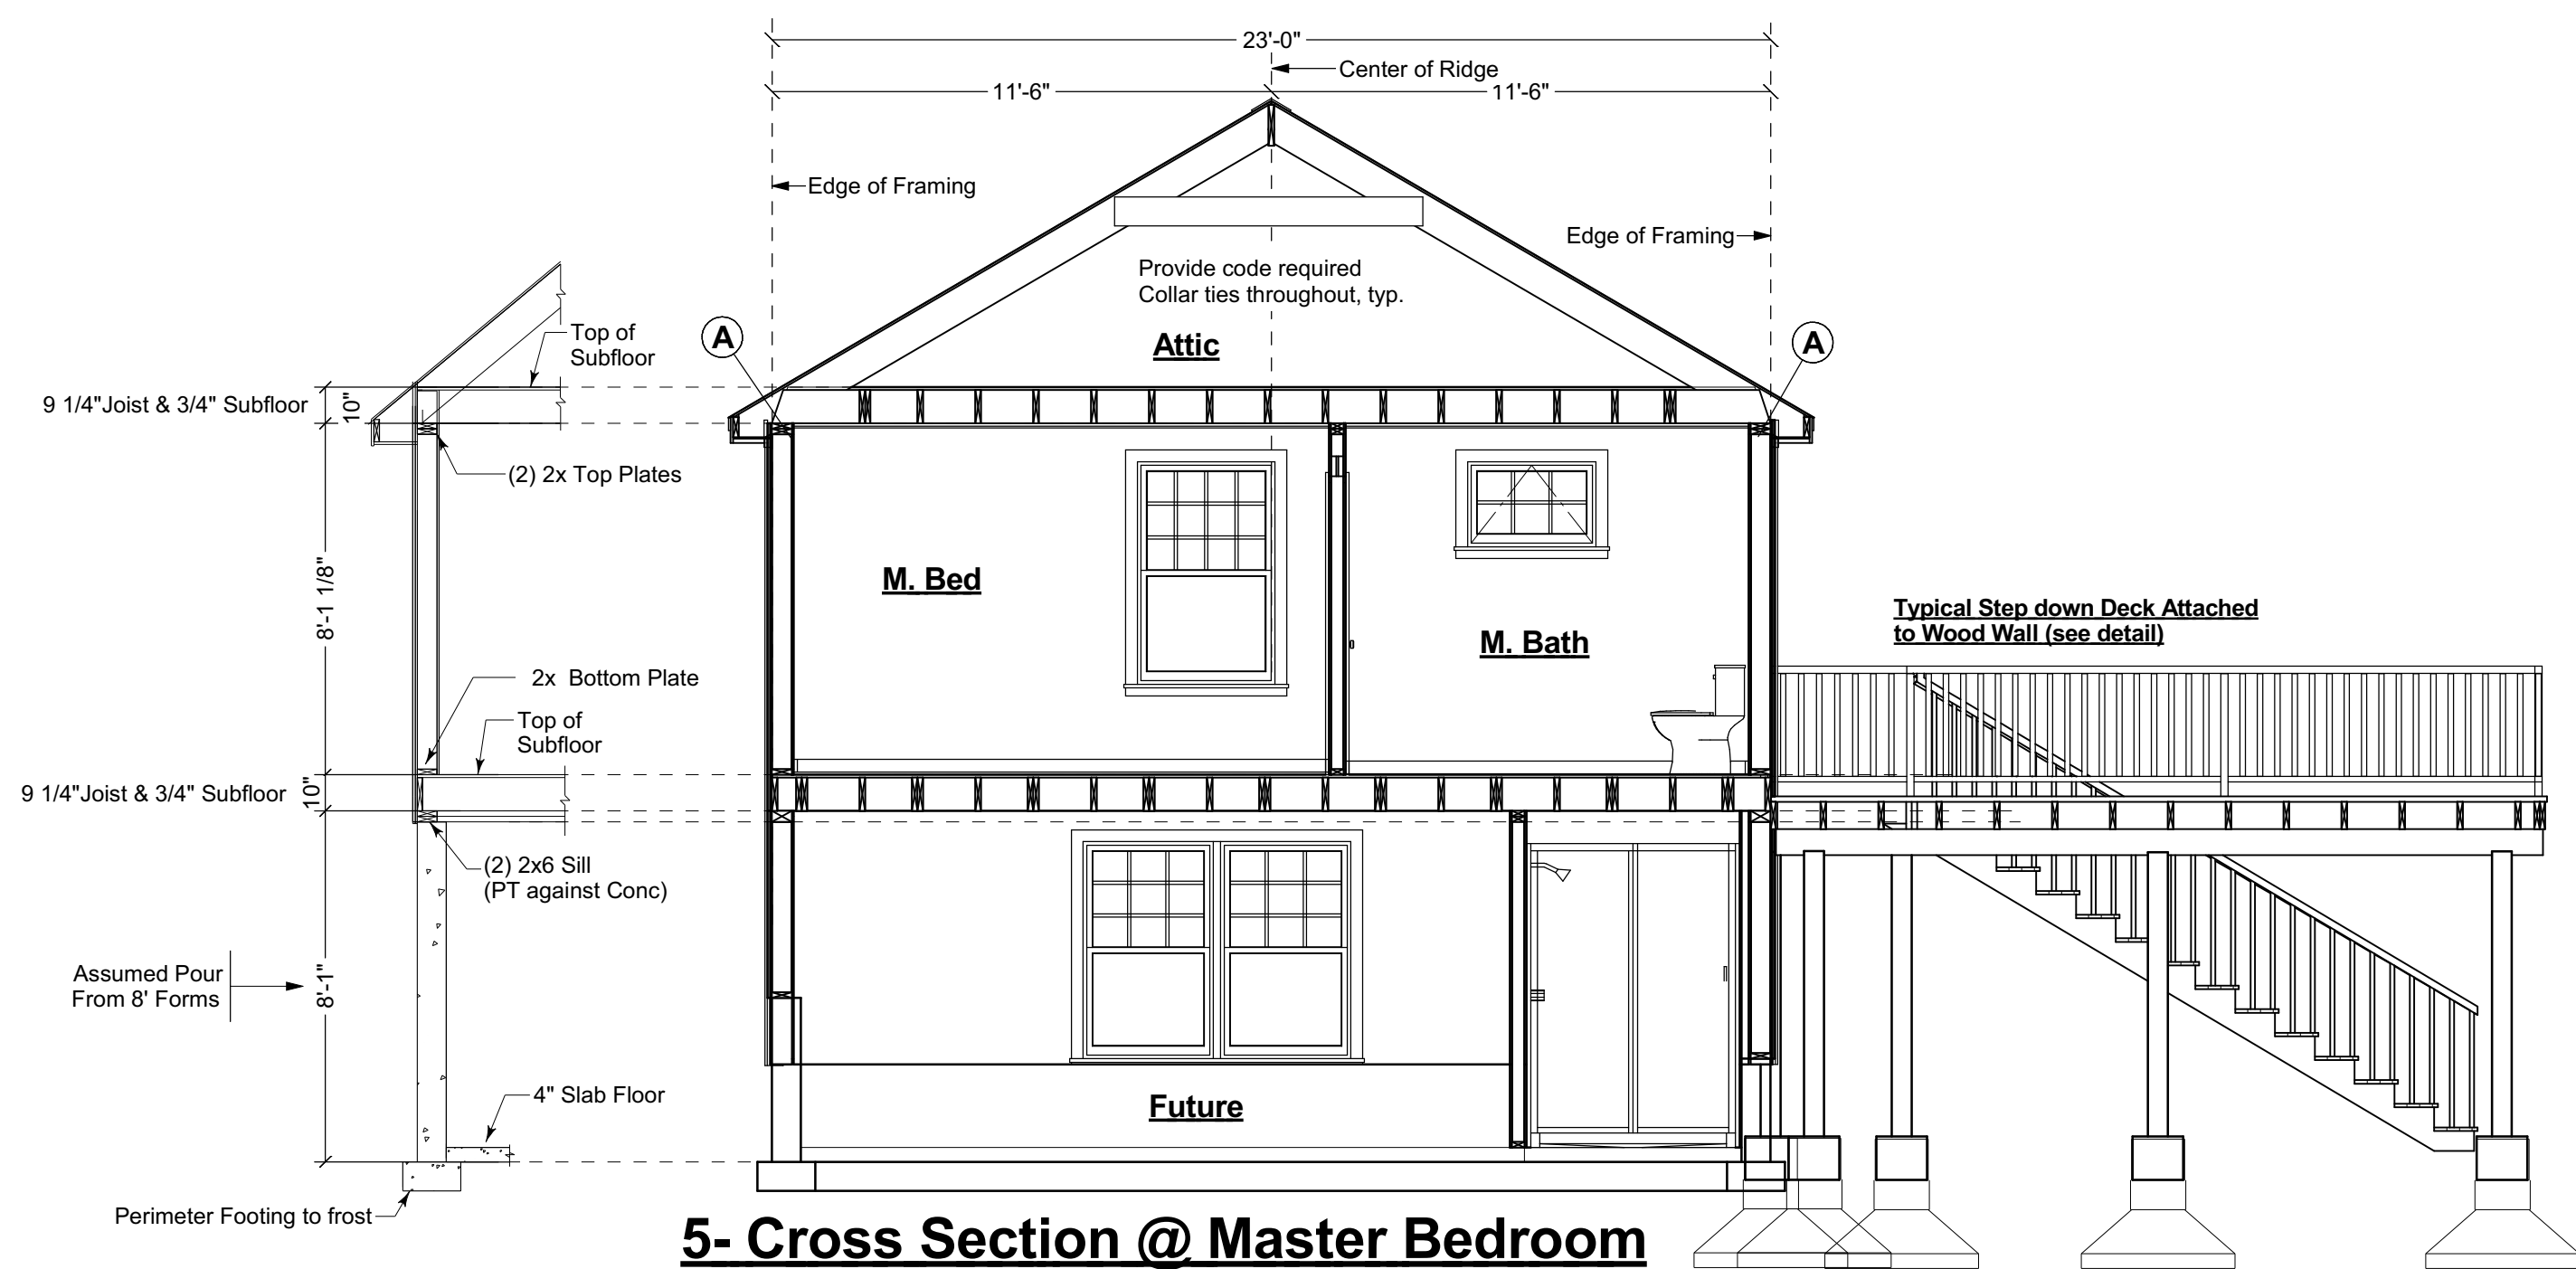 23'-0"
Center of Ridge
11'-6"
11'-6"
Edge of Framing
Edge of Framing
Provide code required
Collar ties throughout, typ.
Attic
A
A
Top of
Subfloor
9 1/4"Joist & 3/4" Subfloor
10"
(2) 2x Top Plates
8'-1 1/8"
M. Bed
M. Bath
Typical Step down Deck Attached
to Wood Wall (see detail)
2x  Bottom Plate
Top of
Subfloor
9 1/4"Joist & 3/4" Subfloor
10"
(2) 2x6 Sill
(PT against Conc)
Assumed Pour
From 8' Forms
8'-1"
4" Slab Floor
Future
Perimeter Footing to frost
5- Cross Section @ Master Bedroom